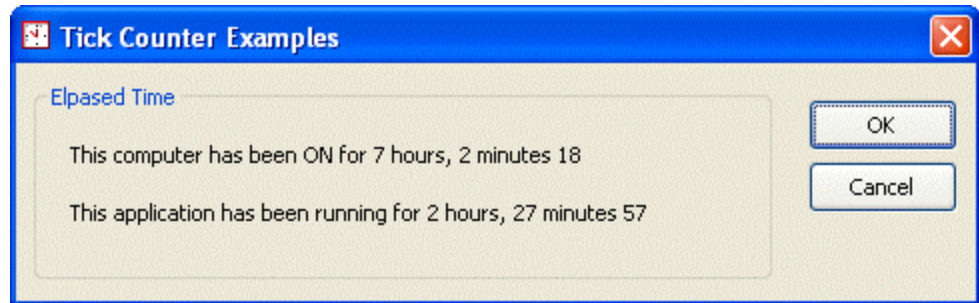 Tick Counter Examples
Elpased Time
This computer has been ON for 7 hours, 2 minutes 18
This application has been running for 2 hours, 27 minutes 57
OK
Cancel